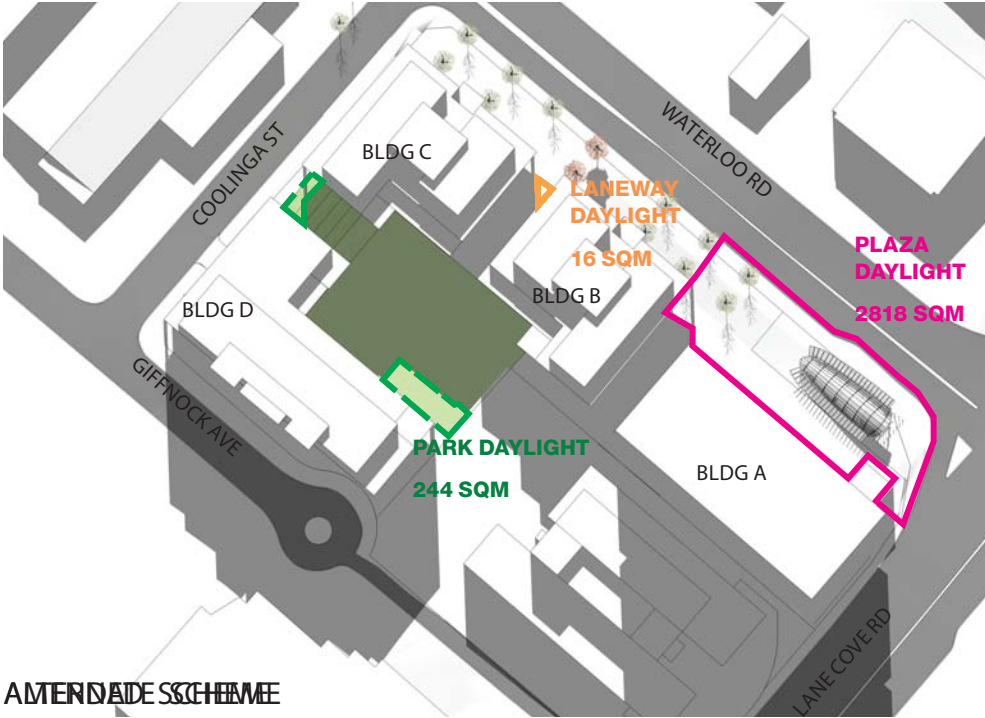 COOLINGA ST
BLDG C
WATERLOO RD
LANEWAY
DAYLIGHT
16 SQM
PLAZA
DAYLIGHT
2818 SQM
BLDG B
BLDG D
GIFFNOCK AVE
PARK DAYLIGHT
244 SQM
BLDG A
LANE COVE RD
SCHEME